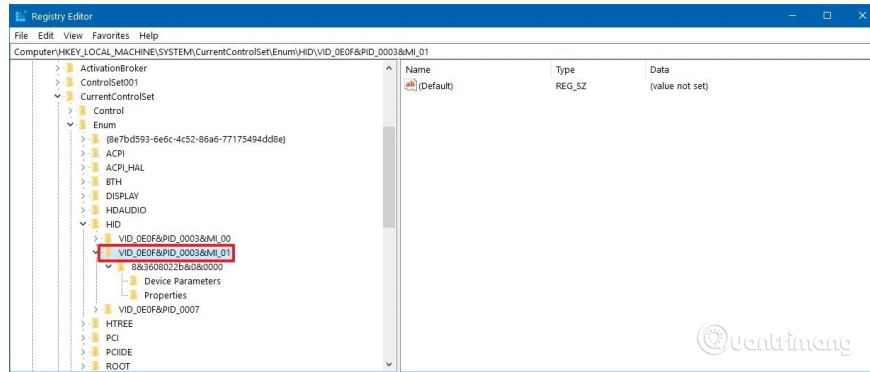 Registry Editor
File Edit View Favorites Help
Computer\HKEY_LOCAL_MACHINE\SYSTEM\CurrentControlSet\Enum\HID\VID_0E0F&PID_0003&MI_01
ActivationBroker
ControlSet001
CurrentControlSet
Control
Enum
{8e7bd593-6e6c-4c52-86a6-77175494dd8e}
ACPI
ACPI_HAL
BTH
DISPLAY
HDAUDIO
HID
VID_0E0F&PID_0003&MI_00
VID_0E0F&PID_0003&MI_01
8&3608022b&0&0000
Device Parameters
Properties
VID_0E0F&PID_0007
HTREE
PCI
PCIIDE
ROOT
Name Type Data
ab (Default) REG_SZ (value not set)
Quantrimang